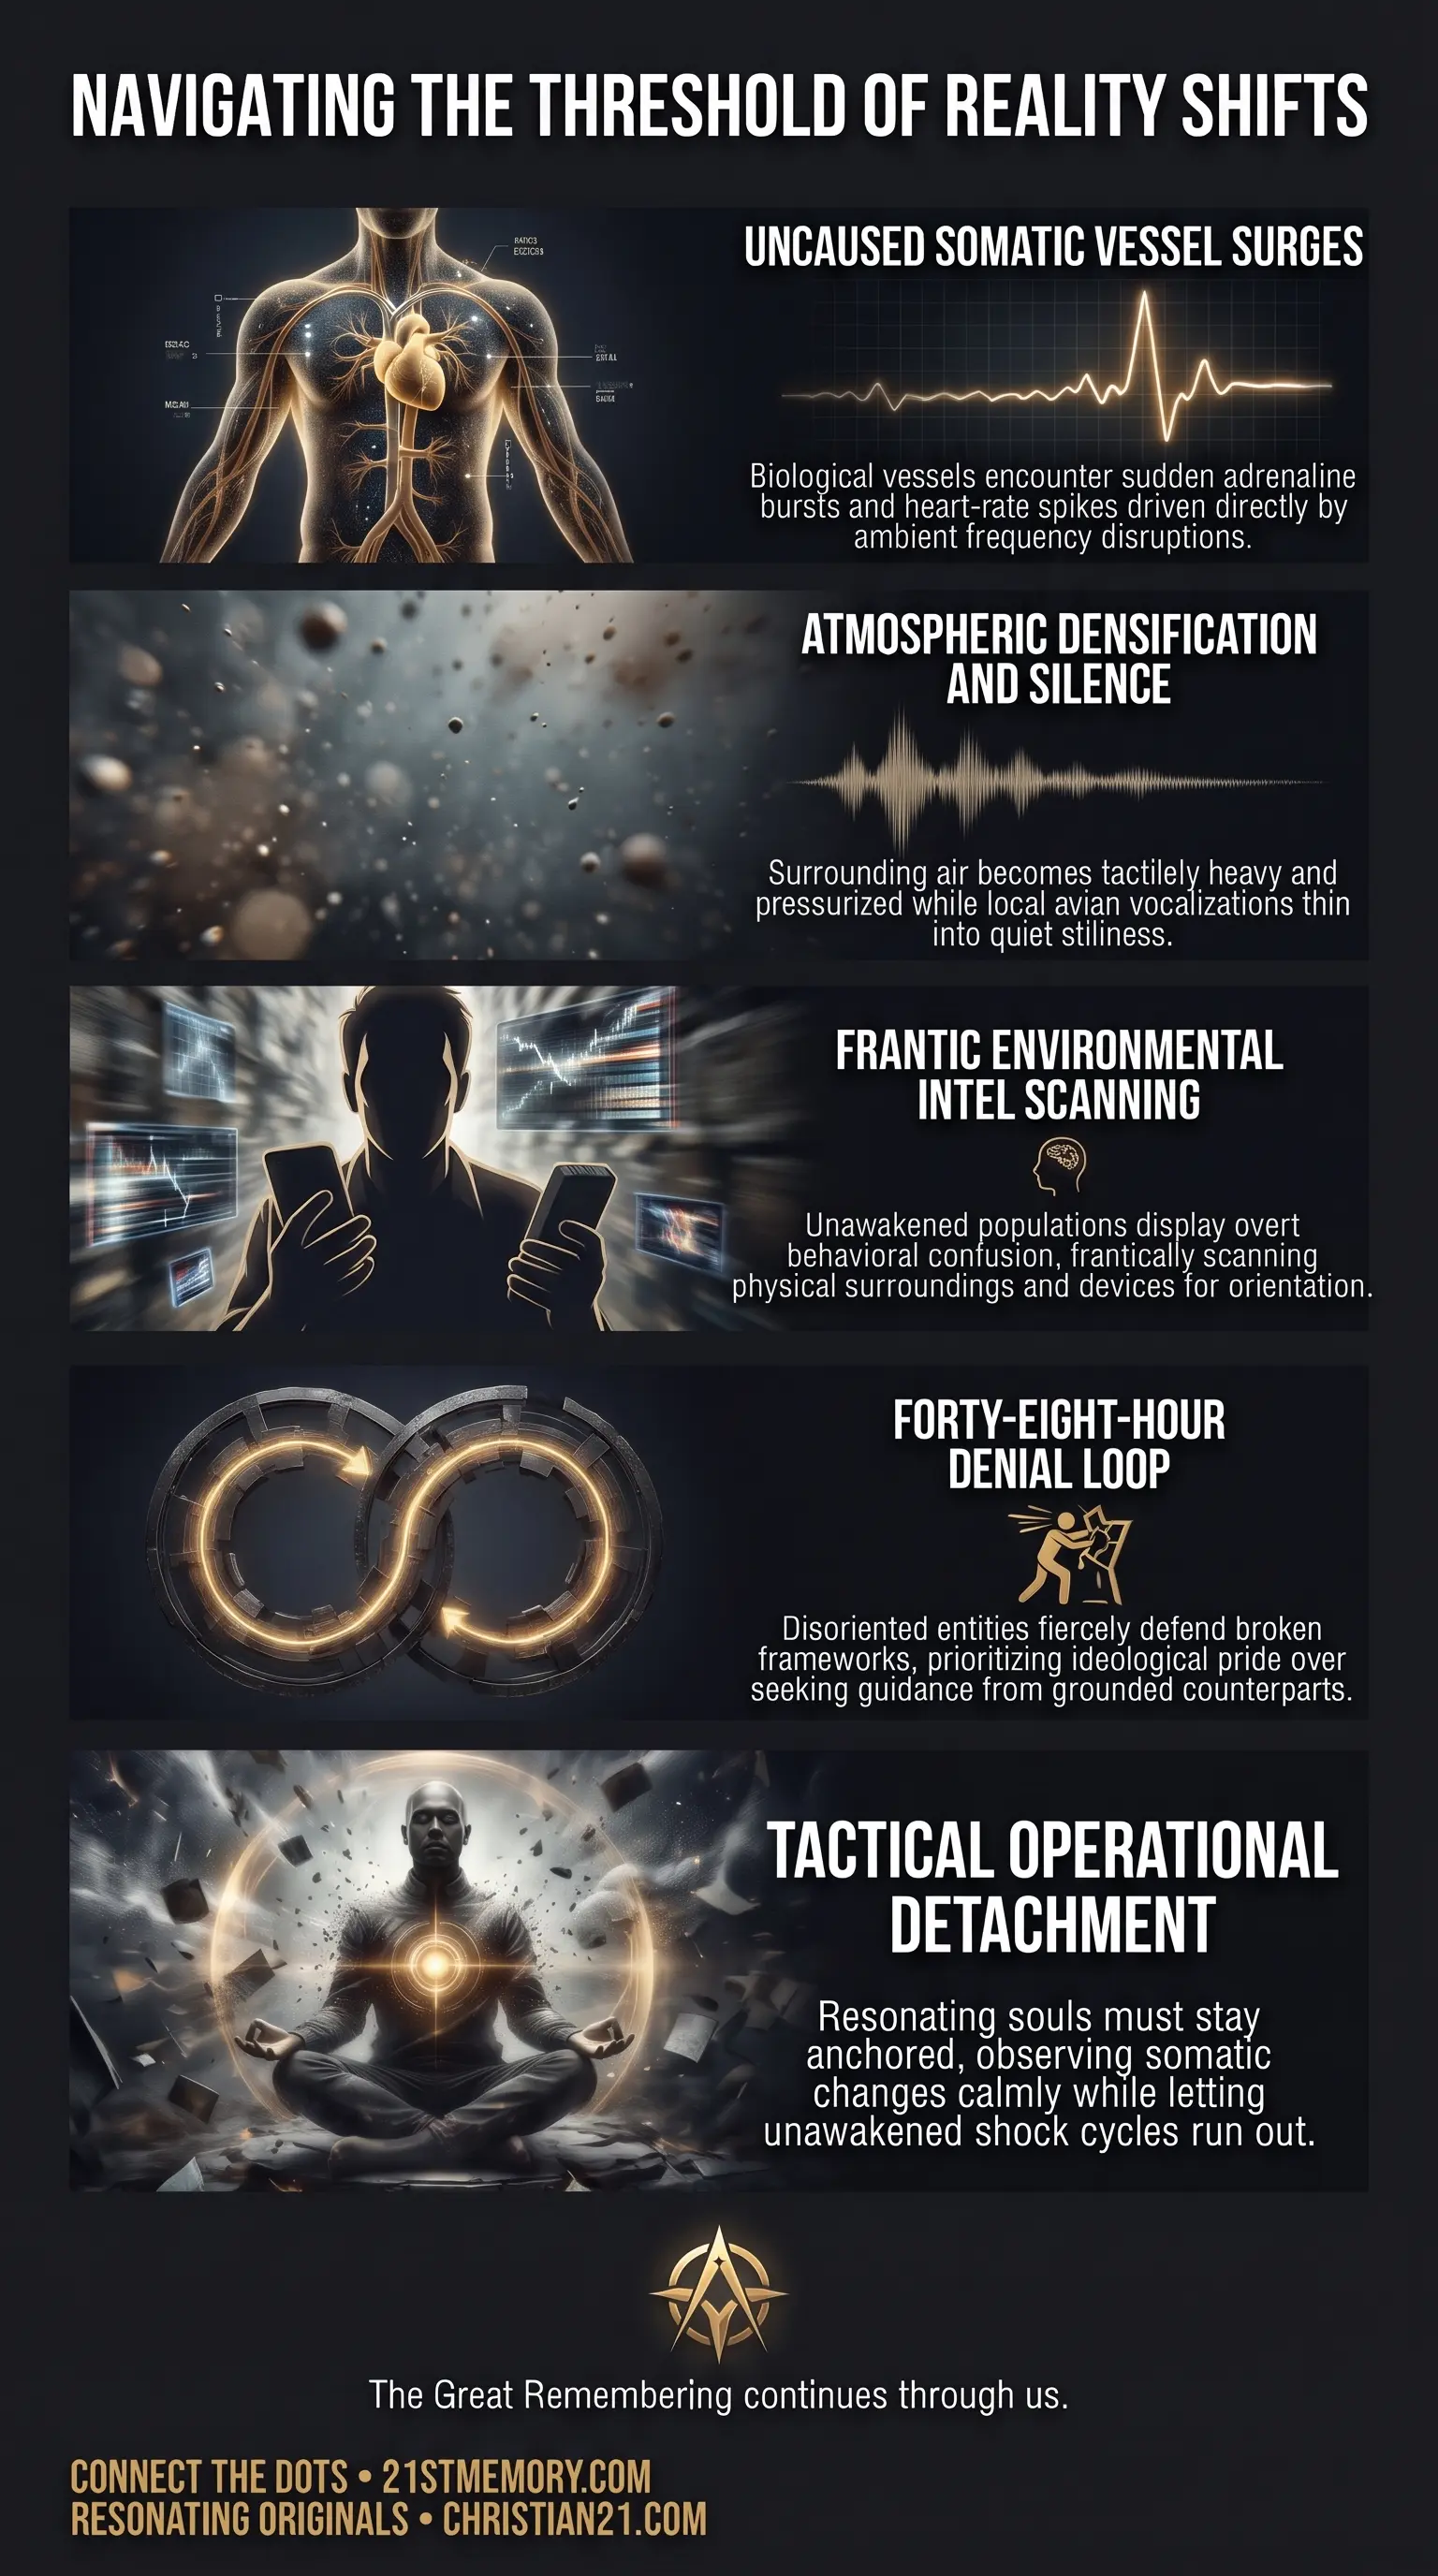 NAVIGATING THE THRESHOLD OF REALITY SHIFTS
UNCAUSED SOMATIC VESSEL SURGES
Biological vessels encounter sudden adrenaline
bursts and heart-rate spikes driven directly by
ambient frequency disruptions.
ATMOSPHERIC DENSIFICATION
AND SILENCE
Surrounding air becomes tactilely heavy and
pressurized while local avian vocalizations thin
into quiet stiliness.
FRANTIC ENVIRONMENTAL
INTEL SCANNING
Unawakened populations display overt
behavioral confusion, frantically scanning
physical surroundings and devices for orientation.
FORTY-EIGHT-HOUR
DENIAL LOOP
Disoriented entities fiercely defend broken
frameworks, prioritizing ideological pride over
seeking guidance from grounded counterparts.
TACTICAL OPERATIONAL
DETACHMENT
Resonating souls must stay
anchored, observing somatic
changes calmly while letting
unawakened shock cycles run out.
The Great Remembering continues through us.
CONNECT THE DOTS • 21STMEMORY.COM
RESONATING ORIGINALS • CHRISTIAN21.COM